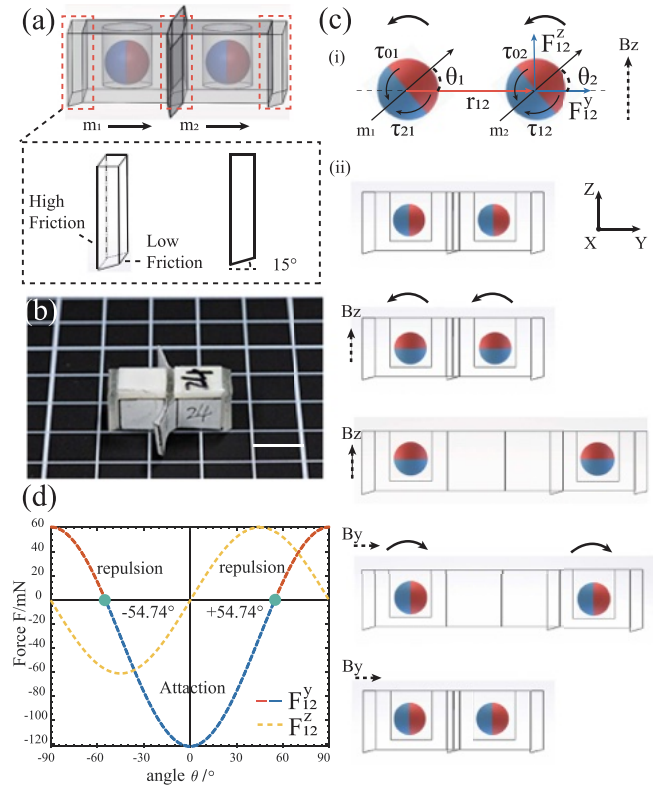 (a)
m₁
m₂
High
Friction
Low
Friction
15°
(b)
24
24
(c)
(i)
τ₀₁
τ₀₂
F₁₂ᶻ
Bz
θ₁
θ₂
r₁₂
F₁₂ʸ
m₁
τ₂₁
m₂
τ₁₂
(ii)
Z
X
Y
Bz
Bz
By
By
(d)
Force F/mN
60
40
20
0
-20
-40
-60
-80
-100
-120
repulsion
repulsion
-54.74°
+54.74°
Attaction
F₁₂ʸ
F₁₂ᶻ
-90
-60
-30
0
30
60
90
angle θ /°